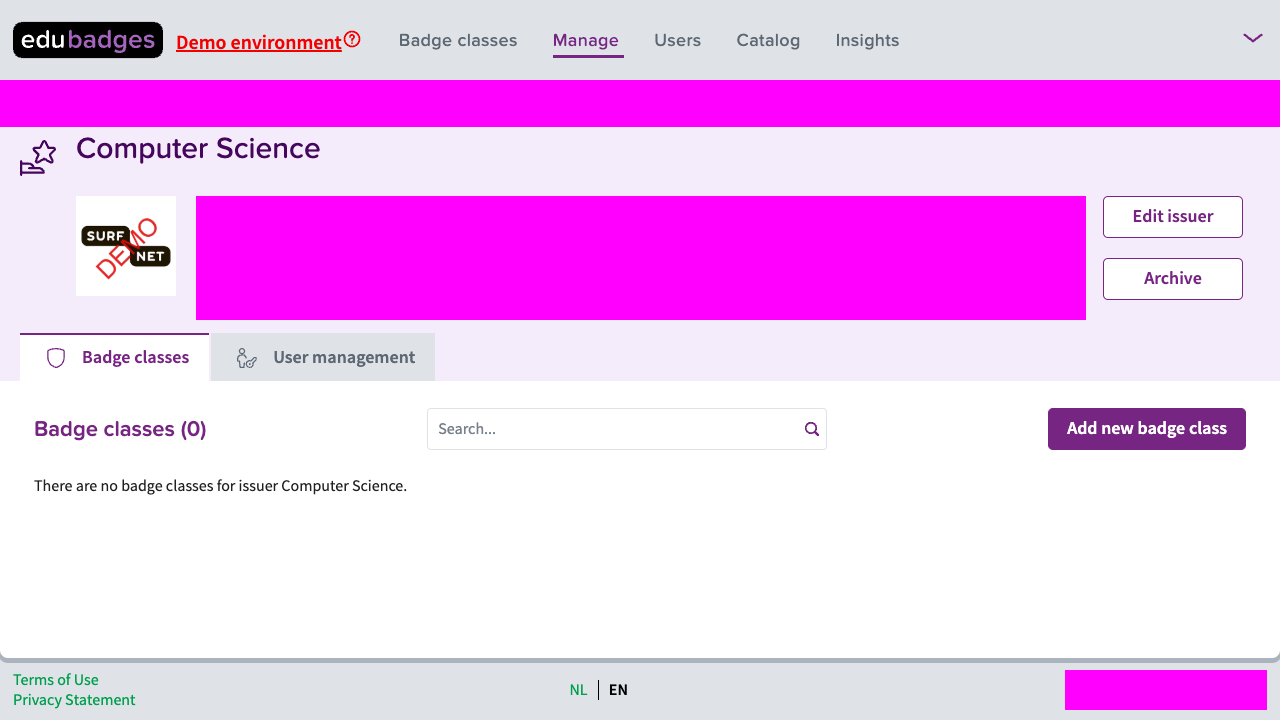 edubadges
Demo environment
Badge classes
Manage
Users
Catalog
Insights
Computer Science
SURF
NET
DEMO
Edit issuer
Archive
Badge classes
User management
Badge classes (0)
Search...
Add new badge class
There are no badge classes for issuer Computer Science.
Terms of Use
Privacy Statement
NL | EN